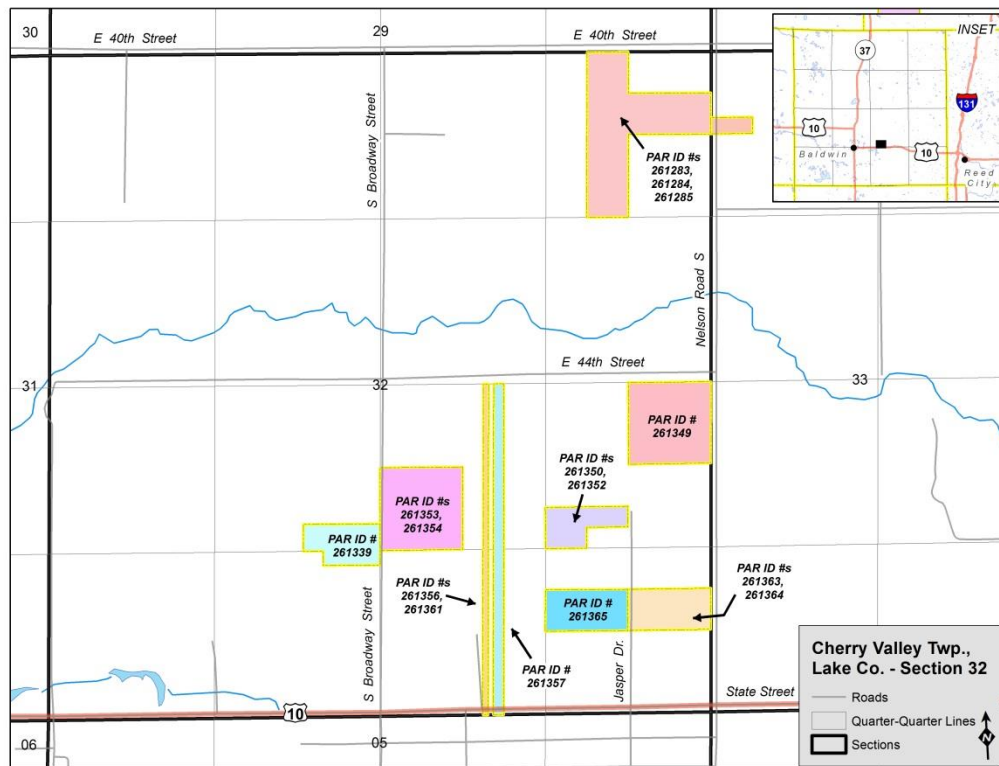 30
29
E 40th Street
E 40th Street
INSET
37
131
10
10
Baldwin
Reed
City
S Broadway Street
PAR ID #s
261283,
261284,
261285
Nelson Road S
E 44th Street
31
32
33
PAR ID #
261349
PAR ID #s
261350,
261352
PAR ID #s
261353,
261354
PAR ID #
261339
PAR ID #s
261356,
261361
PAR ID #
261365
PAR ID #s
261363,
261364
S Broadway Street
PAR ID #
261357
Jasper Dr.
State Street
10
06
05
Cherry Valley Twp.,
Lake Co. - Section 32
Roads
Quarter-Quarter Lines
Sections
N